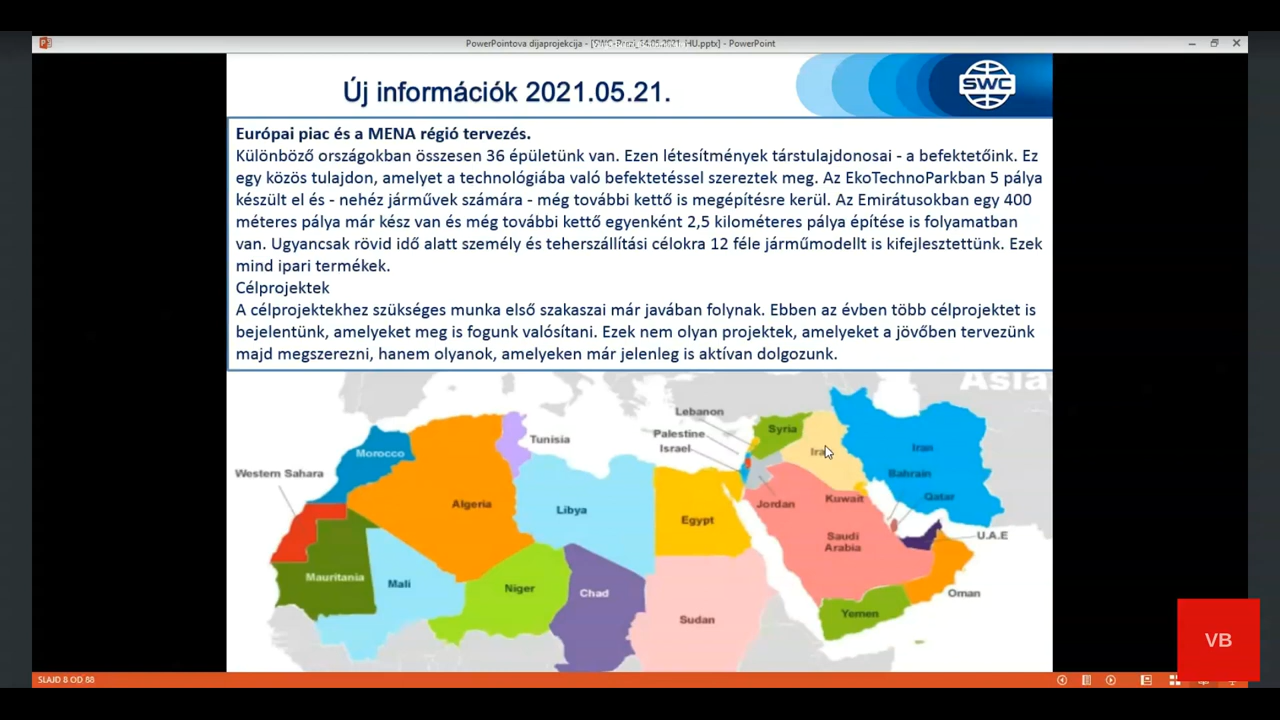 PowerPointova dijaprojekcija - [SWC-Prezi_14.05.2021._HU.pptx] - PowerPoint
Új információk 2021.05.21.
SWC
Európai piac és a MENA régió tervezés.
Különböző országokban összesen 36 épületünk van. Ezen létesítmények társtulajdonosai - a befektetőink. Ez
egy közös tulajdon, amelyet a technológiába való befektetéssel szereztek meg. Az EkoTechnoParkban 5 pálya
készült el és - nehéz járművek számára - még további kettő is megépítésre kerül. Az Emirátusokban egy 400
méteres pálya már kész van és még további kettő egyenként 2,5 kilométeres pálya építése is folyamatban
van. Ugyancsak rövid idő alatt személy és teherszállítási célokra 12 féle járműmodellt is kifejlesztettünk. Ezek
mind ipari termékek.
Célprojektek
A célprojektekhez szükséges munka első szakaszai már javában folynak. Ebben az évben több célprojektet is
bejelentünk, amelyeket meg is fogunk valósítani. Ezek nem olyan projektek, amelyeket a jövőben tervezünk
majd megszerezni, hanem olyanok, amelyeken már jelenleg is aktívan dolgozunk.
Asia
Lebanon
Syria
Palestine
Tunisia
Israel
Morocco
Iran
Western Sahara
Bahrain
Qatar
Algeria
Jordan
Kuwait
Libya
Egypt
Saudi
Arabia
U.A.E
Mauritania
Mali
Niger
Chad
Oman
Sudan
Yemen
VB
SLAJD 8 OD 88